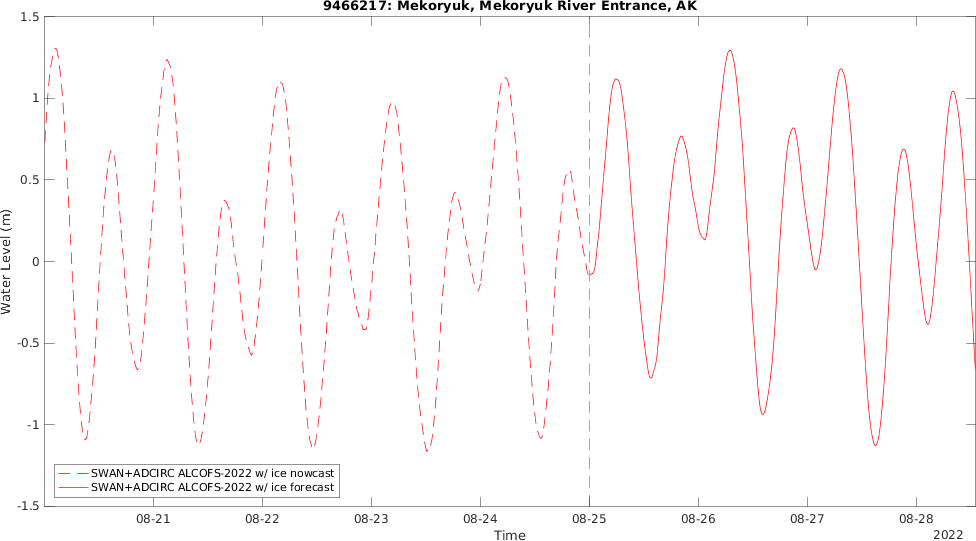 9466217: Mekoryuk, Mekoryuk River Entrance, AK
1.5
1
0.5
0
-0.5
-1
-1.5
Water Level (m)
SWAN+ADCIRC ALCOFS-2022 w/ ice nowcast
SWAN+ADCIRC ALCOFS-2022 w/ ice forecast
08-21 08-22 08-23 08-24 08-25 08-26 08-27 08-28
Time
2022